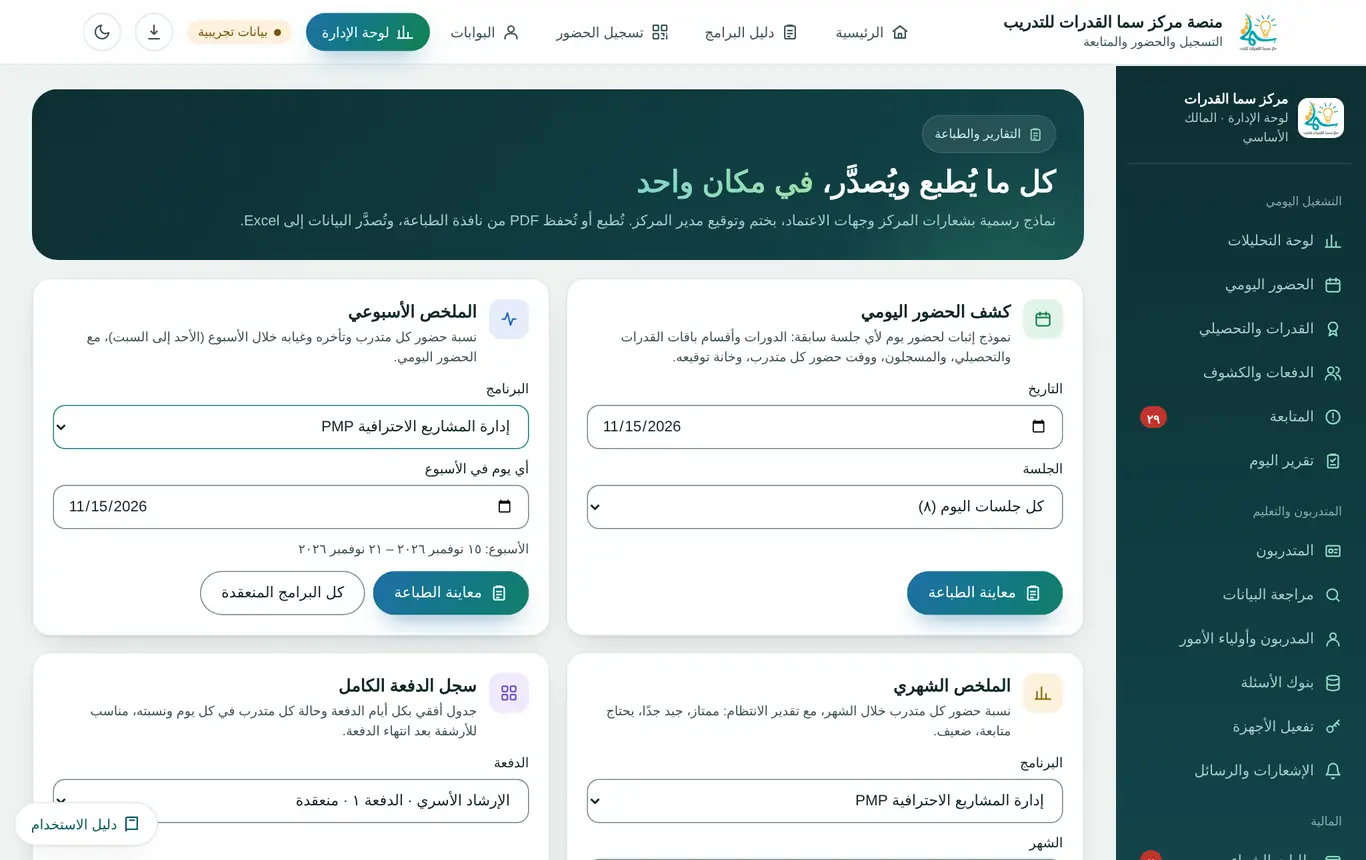 منصة مركز سما القدرات للتدريب
التسجيل والحضور والمتابعة
الرئيسية
دليل البرامج
تسجيل الحضور
البوابات
لوحة الإدارة
بيانات تجريبية
مركز سما القدرات
لوحة الإدارة · المالك
الأساسي
التشغيل اليومي
لوحة التحليلات
الحضور اليومي
القدرات والتحصيلي
الدفعات والكشوف
المتابعة
٢٩
تقرير اليوم
المتدربون والتعليم
المتدربون
مراجعة البيانات
المدربون وأولياء الأمور
بنوك الأسئلة
تفعيل الأجهزة
الإشعارات والرسائل
المالية
التقارير والطباعة
كل ما يُطبع ويُصدَّر، في مكان واحد
نماذج رسمية بشعارات المركز وجهات الاعتماد، بختم وتوقيع مدير المركز. تُطبع أو تُحفظ PDF من نافذة الطباعة، وتُصدَّر البيانات إلى Excel.
كشف الحضور اليومي
نموذج إثبات لحضور يوم لأي جلسة سابقة: الدورات وأقسام باقات القدرات
والتحصيلي، والمسجلون، ووقت حضور كل متدرب، وخانة توقيعه.
التاريخ
11/15/2026
الجلسة
كل جلسات اليوم (٨)
معاينة الطباعة
الملخص الأسبوعي
نسبة حضور كل متدرب وتأخره وغيابه خلال الأسبوع (الأحد إلى السبت)، مع
الحضور اليومي.
البرنامج
إدارة المشاريع الاحترافية PMP
أي يوم في الأسبوع
11/15/2026
الأسبوع: ١٥ نوفمبر ٢٠٢٦ – ٢١ نوفمبر ٢٠٢٦
معاينة الطباعة
كل البرامج المنعقدة
الملخص الشهري
نسبة حضور كل متدرب خلال الشهر، مع تقدير الانتظام: ممتاز، جيد جدًا، يحتاج
متابعة، ضعيف.
البرنامج
إدارة المشاريع الاحترافية PMP
الشهر
سجل الدفعة الكامل
جدول أفقي بكل أيام الدفعة وحالة كل متدرب في كل يوم ونسبته، مناسب
للأرشفة بعد انتهاء الدفعة.
الدفعة
الإرشاد الأسري · الدفعة ١ · منعقدة
دليل الاستخدام